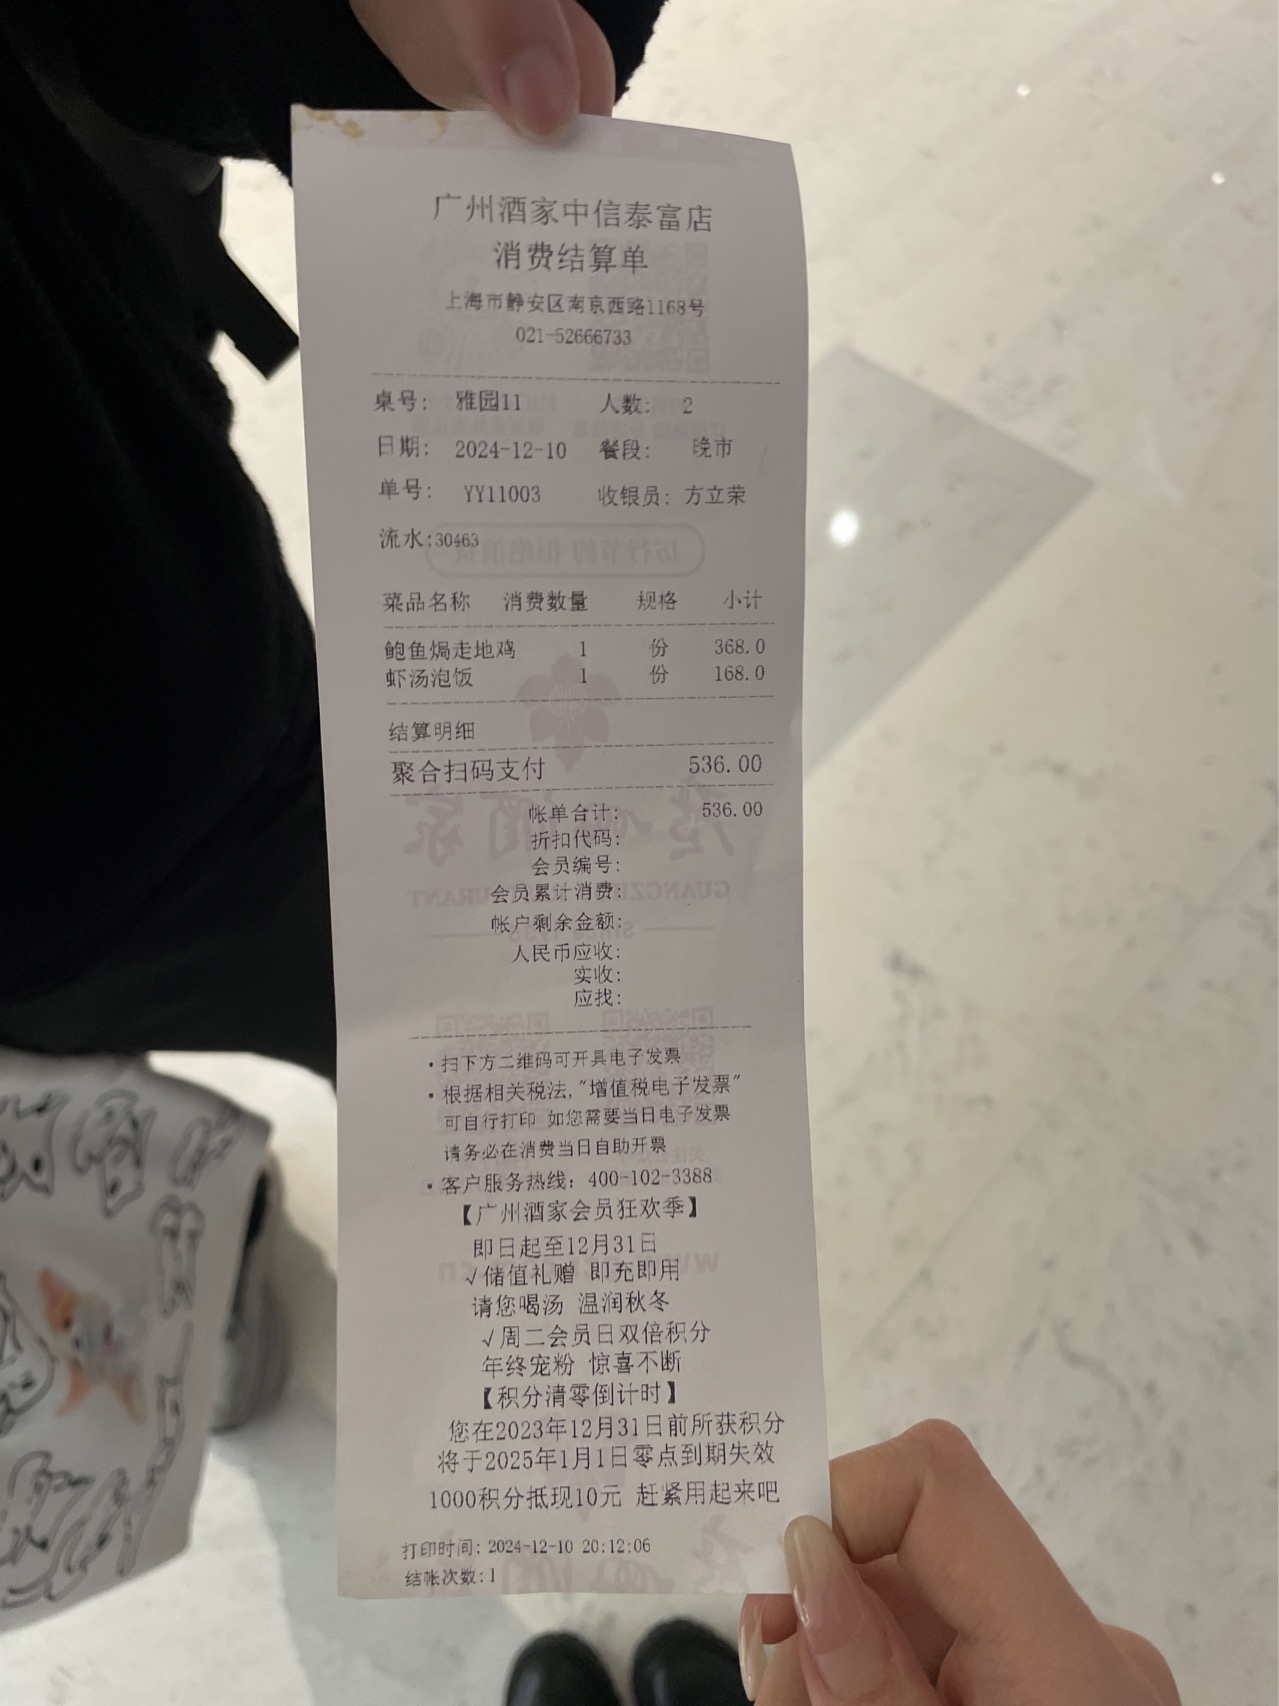 广州酒家中信泰富店
消费结算单
上海市静安区南京西路1168号
021-52666733
桌号： 雅园11 人数： 2
日期： 2024-12-10 餐段： 晚市
单号： YY11003 收银员：方立荣
流水:30463
菜品名称 消费数量 规格 小计
鲍鱼焗走地鸡 1 份 368.0
虾汤泡饭 1 份 168.0
结算明细
聚合扫码支付 536.00
帐单合计: 536.00
折扣代码:
会员编号:
会员累计消费:
帐户剩余金额:
人民币应收:
实收:
应找:
·扫下方二维码可开具电子发票
·根据相关税法,"增值税电子发票"
可自行打印 如您需要当日电子发票
请务必在消费当日自助开票
·客户服务热线：400-102-3388
【广州酒家会员狂欢季】
即日起至12月31日
√储值礼赠 即充即用
请您喝汤 温润秋冬
√周二会员日双倍积分
年终宠粉 惊喜不断
【积分清零倒计时】
您在2023年12月31日前所获积分
将于2025年1月1日零点到期失效
1000积分抵现10元 赶紧用起来吧
打印时间: 2024-12-10 20:12:06
结帐次数:1